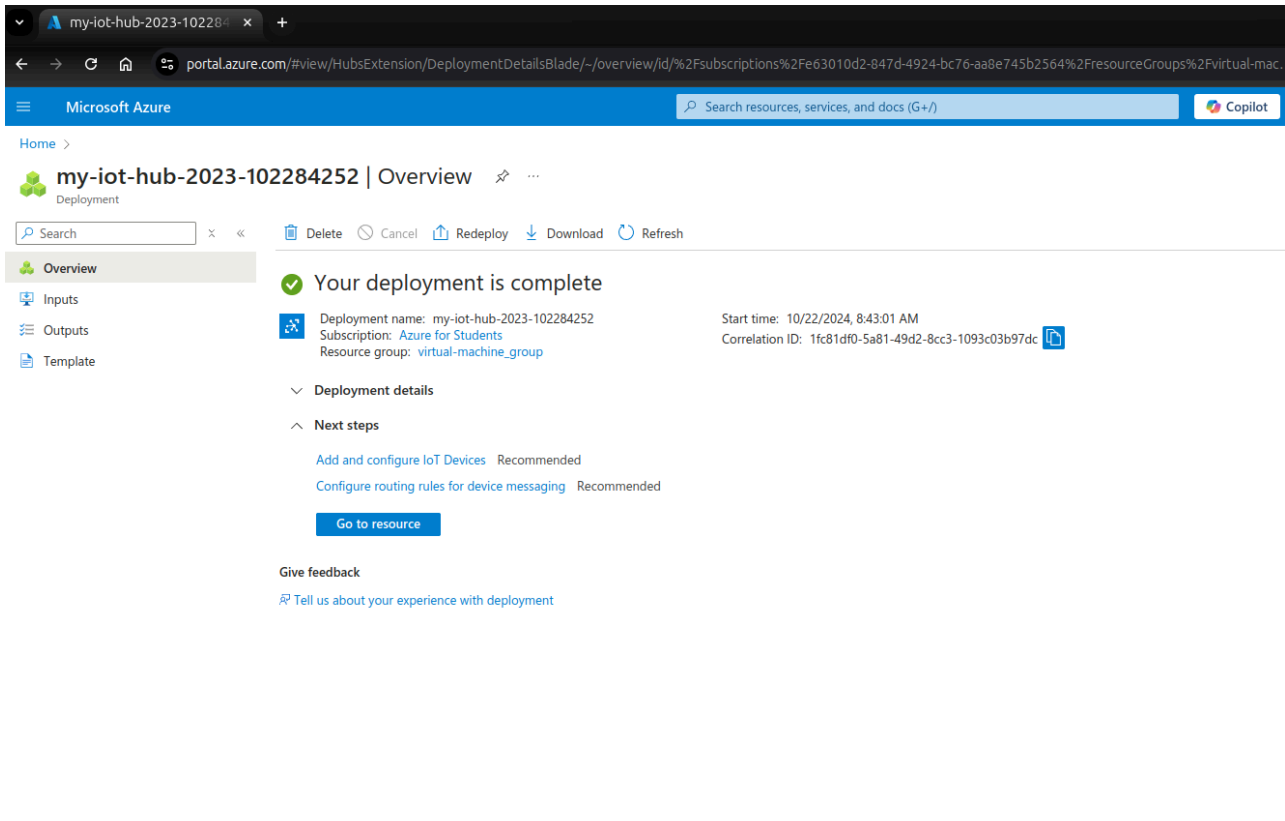 my-iot-hub-2023-102284
portal.azure.com/#view/HubsExtension/DeploymentDetailsBlade/~/overview/id/%2Fsubscriptions%2Fe63010d2-847d-4924-bc76-aa8e745b2564%2FresourceGroups%2Fvirtual-mac...
Microsoft Azure
Search resources, services, and docs (G+/)
Copilot
Home >
my-iot-hub-2023-102284252 | Overview ...
Deployment
Search
Delete Cancel Redeploy Download Refresh
Overview
Inputs
Outputs
Template
Your deployment is complete
Deployment name: my-iot-hub-2023-102284252
Subscription: Azure for Students
Resource group: virtual-machine_group
Start time: 10/22/2024, 8:43:01 AM
Correlation ID: 1fc81df0-5a81-49d2-8cc3-1093c03b97dc
Deployment details
Next steps
Add and configure IoT Devices Recommended
Configure routing rules for device messaging Recommended
Go to resource
Give feedback
Tell us about your experience with deployment